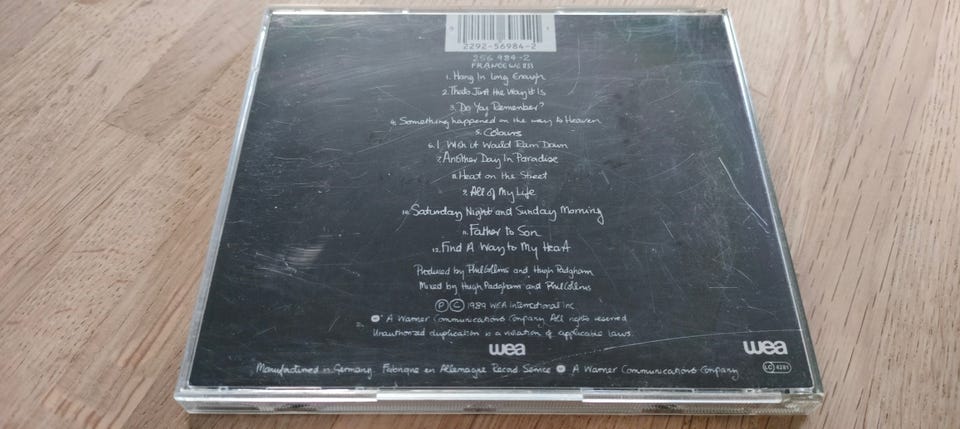 2292-56984-2
256 984-2
FRANCE WE 833
1. Hang In Long Enough
2. Thats Just the Way it Is
3. Do You Remember?
4. Something happened on the way to Heaven
5. Colours
6. I Wish it Would Rain Down
7. Another Day In Paradise
8. Heat on the Street
9. All of My Life
10. Saturday Night and Sunday Morning
11. Father to Son
12. Find A Way to My Heart
Produced by Phil Collins and Hugh Padgham
Mixed by Hugh Padgham and Phil Collins
Ⓟ Ⓒ 1989 WEA International Inc.
A Warner Communications Company. All rights reserved
Unauthorized duplication is a violation of applicable laws.
wea
wea
Manufactured in Germany. Fabriqué en Allemagne Record Service A Warner Communications Company
LC 4281